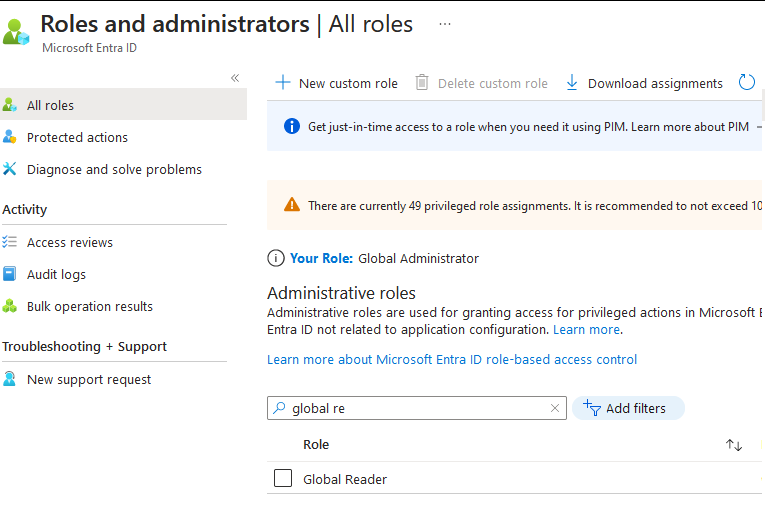 Roles and administrators | All roles ...
Microsoft Entra ID
All roles
Protected actions
Diagnose and solve problems
Activity
Access reviews
Audit logs
Bulk operation results
Troubleshooting + Support
New support request
New custom role
Delete custom role
Download assignments
Get just-in-time access to a role when you need it using PIM. Learn more about PIM
There are currently 49 privileged role assignments. It is recommended to not exceed 10
Your Role: Global Administrator
Administrative roles
Administrative roles are used for granting access for privileged actions in Microsoft E
Entra ID not related to application configuration. Learn more.
Learn more about Microsoft Entra ID role-based access control
global re
Add filters
Role
Global Reader